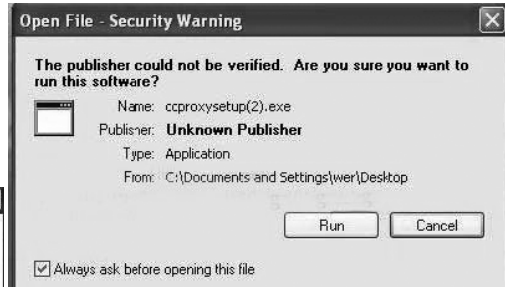 Open File - Security Warning
The publisher could not be verified. Are you sure you want to
run this software?
Name: ccproxysetup(2).exe
Publisher: Unknown Publisher
Type: Application
From: C:\Documents and Settings\wer\Desktop
Run Cancel
Always ask before opening this file